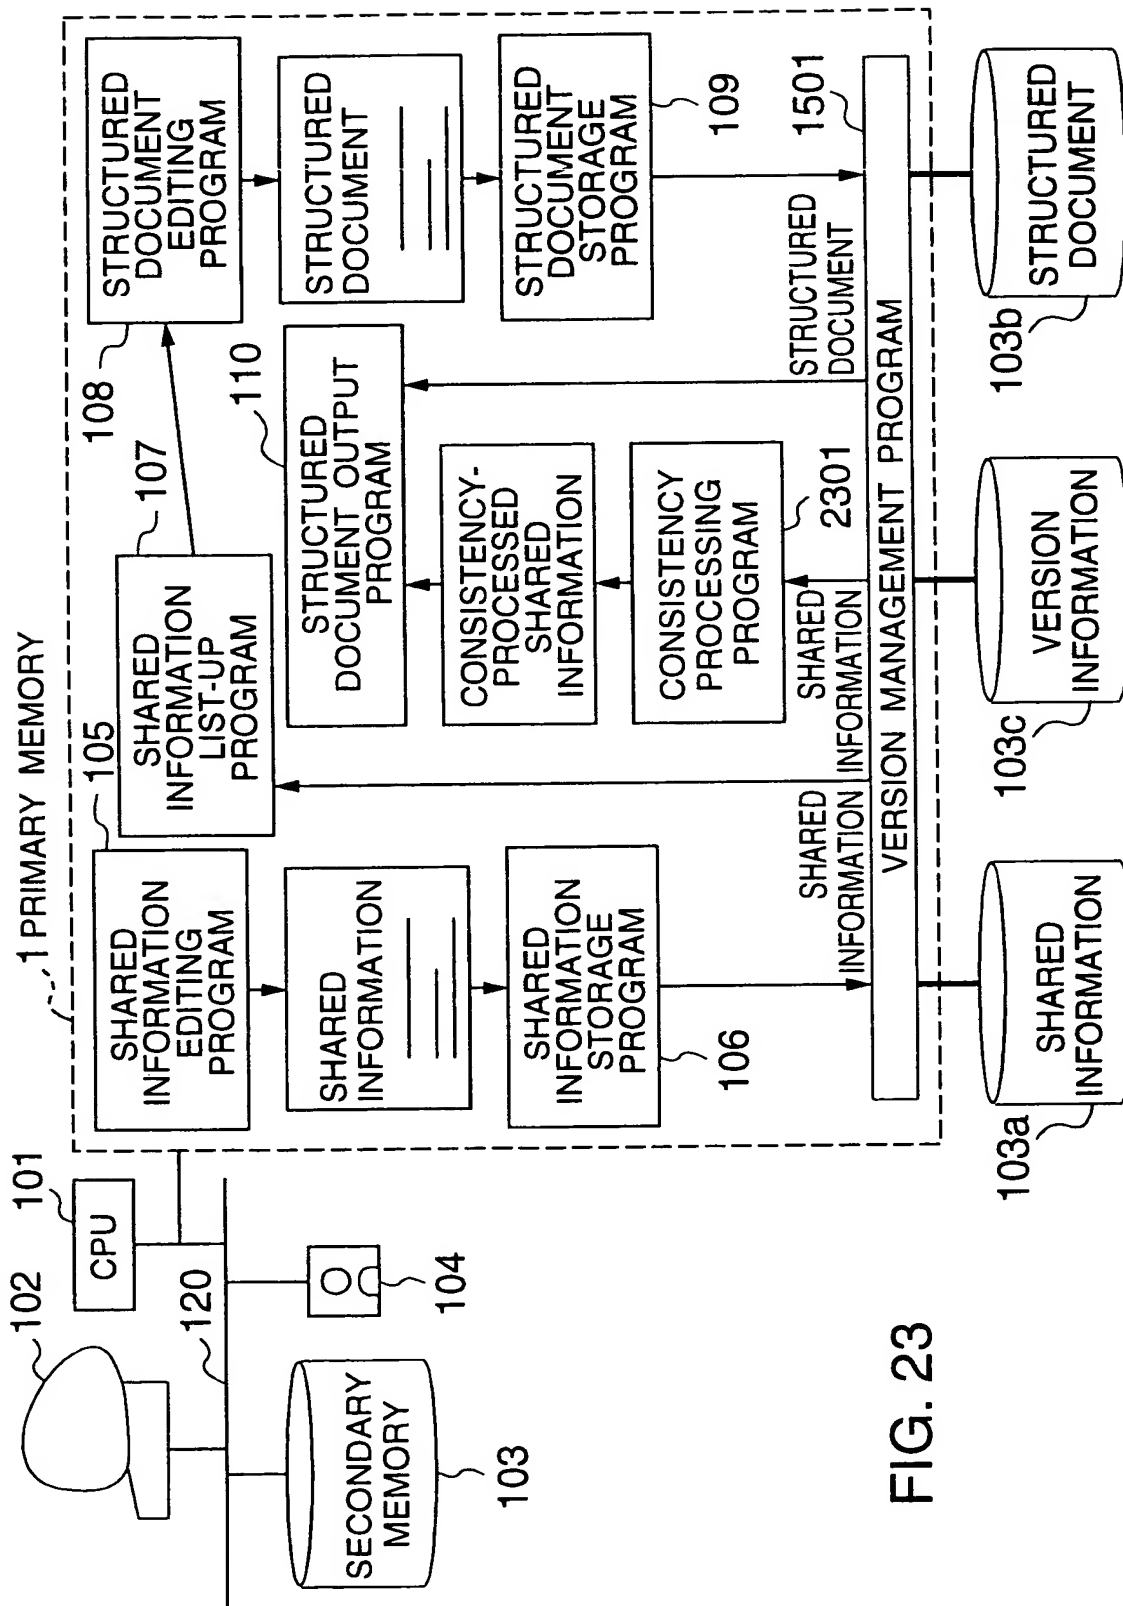 1 PRIMARY MEMORY
102
101
CPU
120
SECONDARY
MEMORY
103
104
105
SHARED
INFORMATION
EDITING
PROGRAM
SHARED
INFORMATION
SHARED
INFORMATION
STORAGE
PROGRAM
106
107
SHARED
INFORMATION
LIST-UP
PROGRAM
108
STRUCTURED
DOCUMENT
EDITING
PROGRAM
STRUCTURED
DOCUMENT
STRUCTURED
DOCUMENT
STORAGE
PROGRAM
109
110
STRUCTURED
DOCUMENT OUTPUT
PROGRAM
CONSISTENCY-
PROCESSED
SHARED
INFORMATION
CONSISTENCY
PROCESSING
PROGRAM
2301
SHARED
INFORMATION
SHARED
INFORMATION
STRUCTURED
DOCUMENT
1501
VERSION MANAGEMENT PROGRAM
SHARED
INFORMATION
103a
VERSION
INFORMATION
103c
STRUCTURED
DOCUMENT
103b
FIG. 23